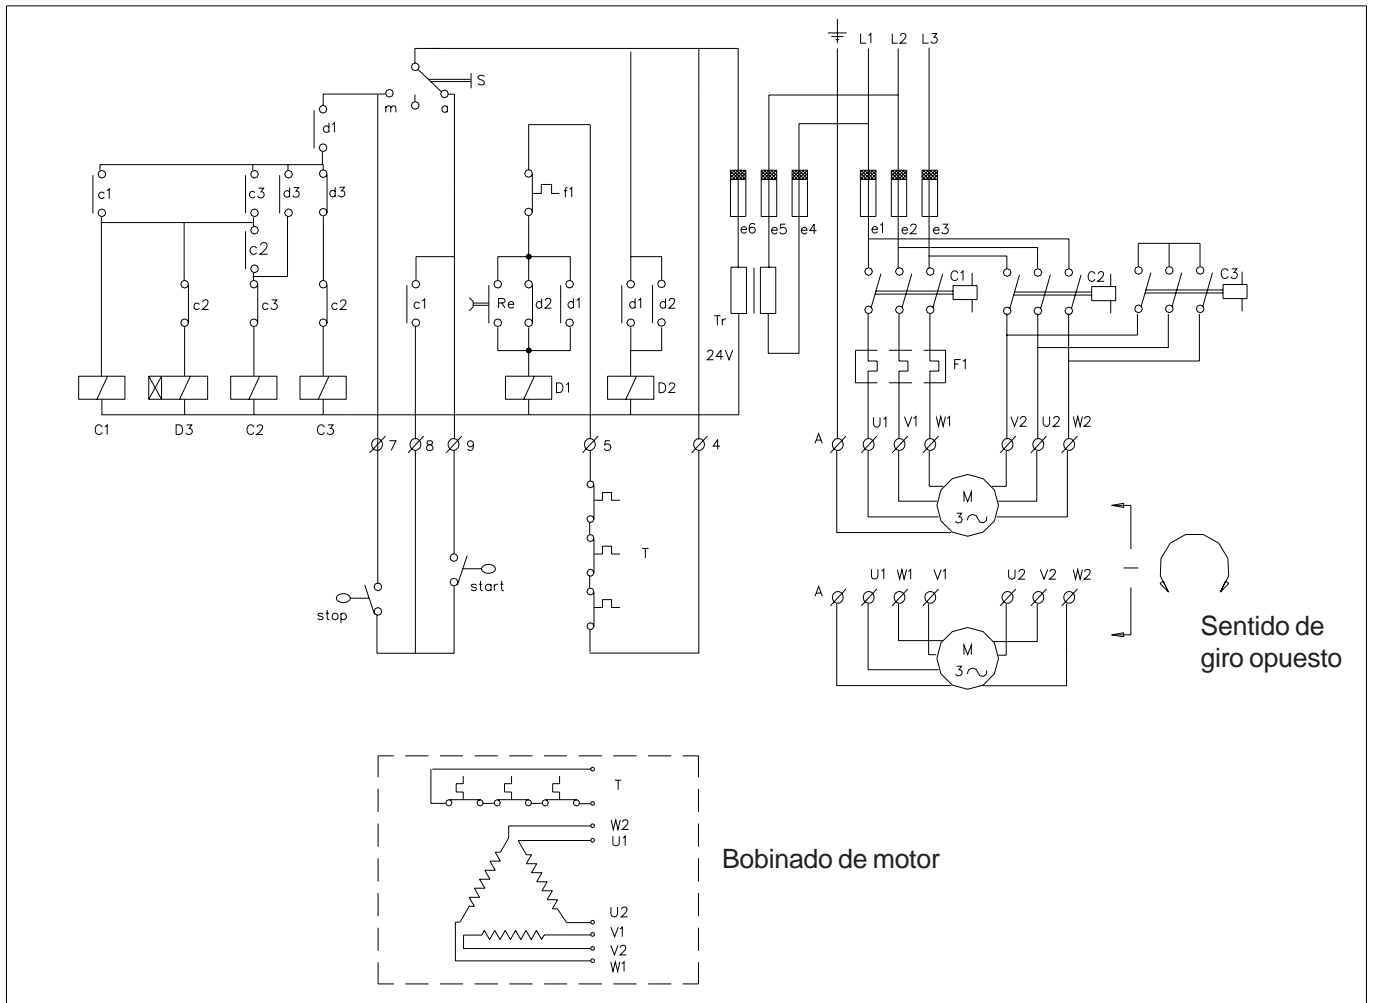 L1 L2 L3
S
m a
d1
c1 c3 d3 d3
f1
e6 e5 e4 e1 e2 e3
c2
C1 C2 C3
c2 c3 c2 c1 Re d2 d1 d1 d2
Tr
24V
F1
D1 D2
C1 D3 C2 C3
7 8 9 5 4
A U1 V1 W1 V2 U2 W2
M
3
T
start
stop
A U1 W1 V1 U2 V2 W2
M
3
Sentido de
giro opuesto
T
W2
U1
Bobinado de motor
U2
V1
V2
W1